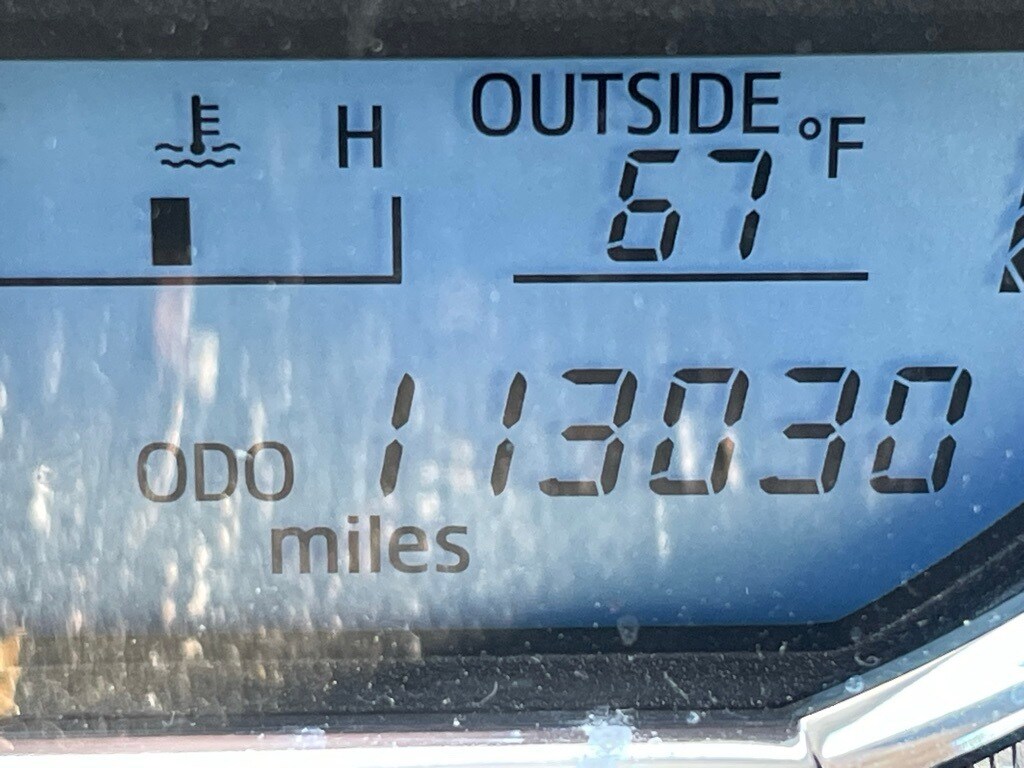 H
OUTSIDE
67 °F
ODO 113030
miles